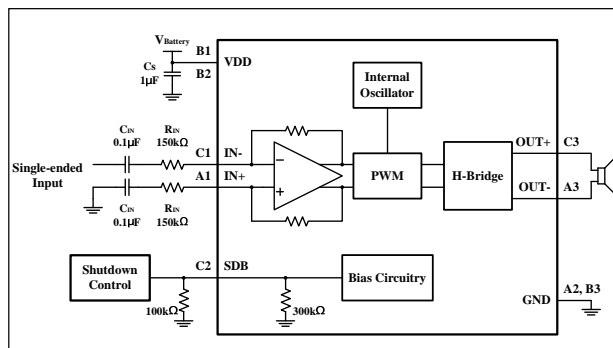 VBattery
B1
VDD
Cs
1µF
B2
Internal
Oscillator
CIN
0.1µF
RIN
150kΩ
C1
IN-
OUT+
C3
Single-ended
Input
A1
IN+
PWM
H-Bridge
CIN
0.1µF
RIN
150kΩ
OUT-
A3
Shutdown
Control
C2
SDB
Bias Circuitry
100kΩ
300kΩ
GND
A2, B3